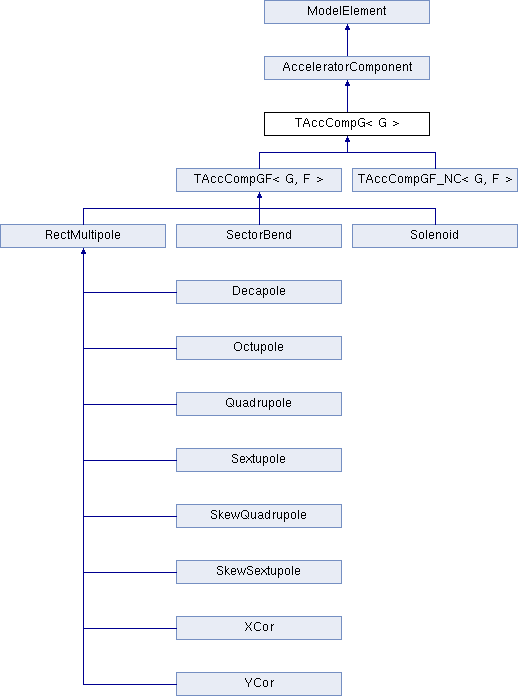 ModelElement
AcceleratorComponent
TAccCompG< G >
TAccCompGF< G, F >
TAccCompGF_NC< G, F >
RectMultipole
SectorBend
Solenoid
Decapole
Octupole
Quadrupole
Sextupole
SkewQuadrupole
SkewSextupole
XCor
YCor